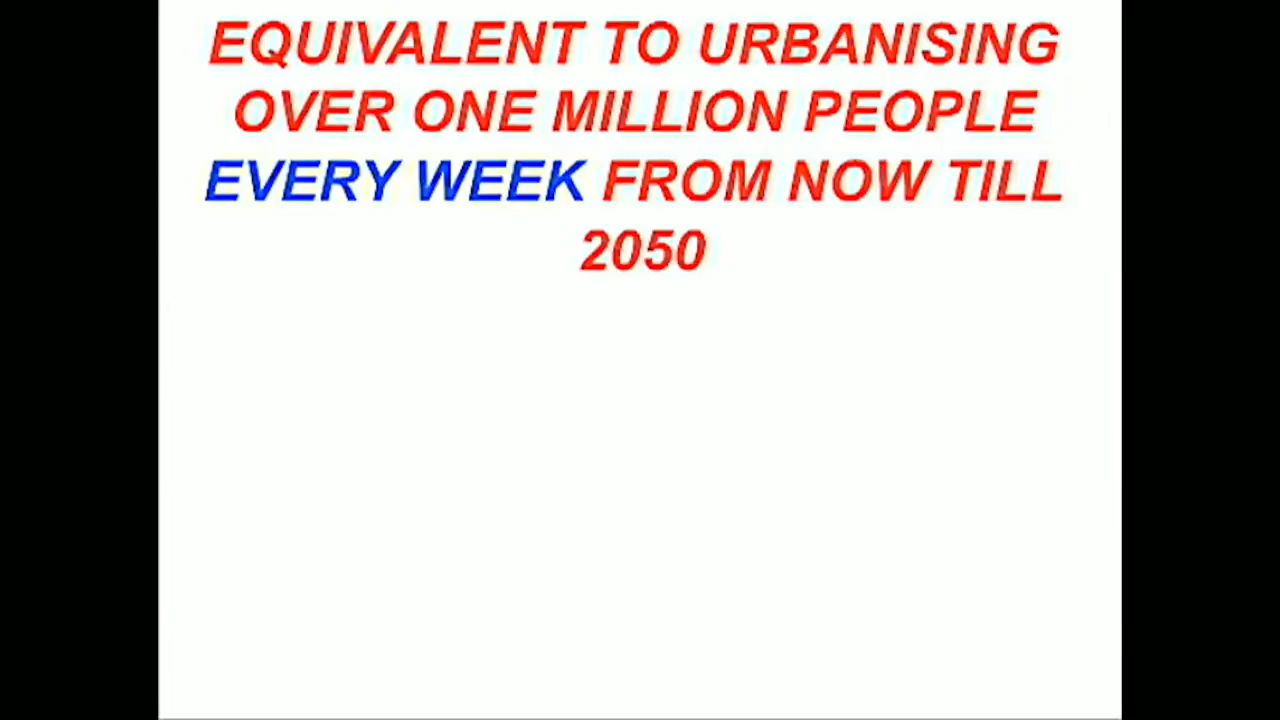 EQUIVALENT TO URBANISING
OVER ONE MILLION PEOPLE
EVERY WEEK FROM NOW TILL
2050